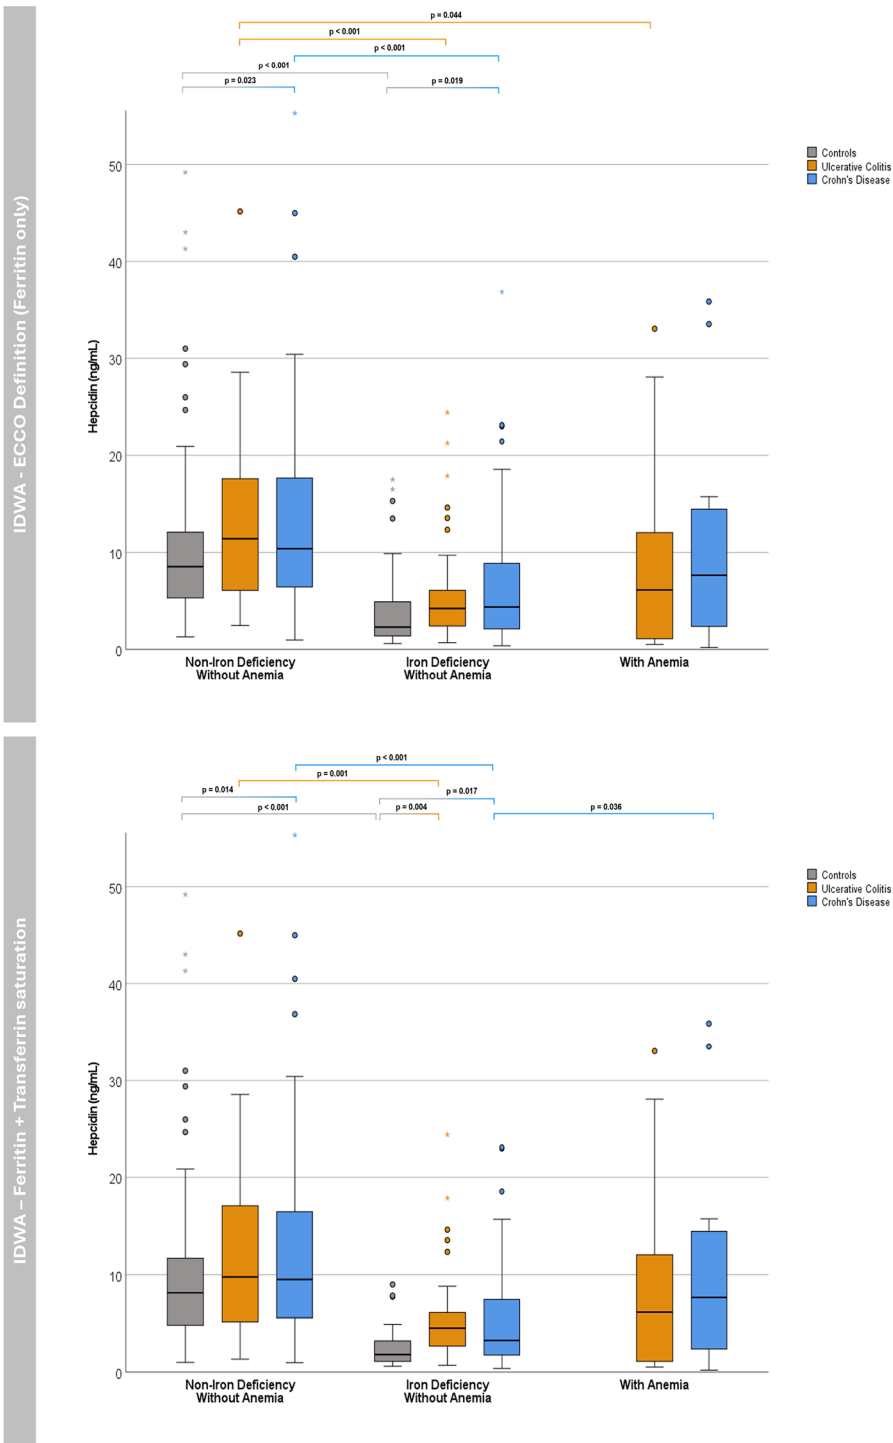 IDWA - ECCO Definition (Ferritin only)
p = 0.044
p < 0.001
p < 0.001
p < 0.001
p = 0.023
p = 0.019
Controls
Ulcerative Colitis
Crohn's Disease
Hepcidin (ng/mL)
50
40
30
20
10
0
Non-Iron Deficiency
Without Anemia
Iron Deficiency
Without Anemia
With Anemia
IDWA – Ferritin + Transferrin saturation
p < 0.001
p = 0.001
p = 0.014
p = 0.017
p < 0.001
p = 0.004
p = 0.036
Controls
Ulcerative Colitis
Crohn's Disease
Hepcidin (ng/mL)
50
40
30
20
10
0
Non-Iron Deficiency
Without Anemia
Iron Deficiency
Without Anemia
With Anemia